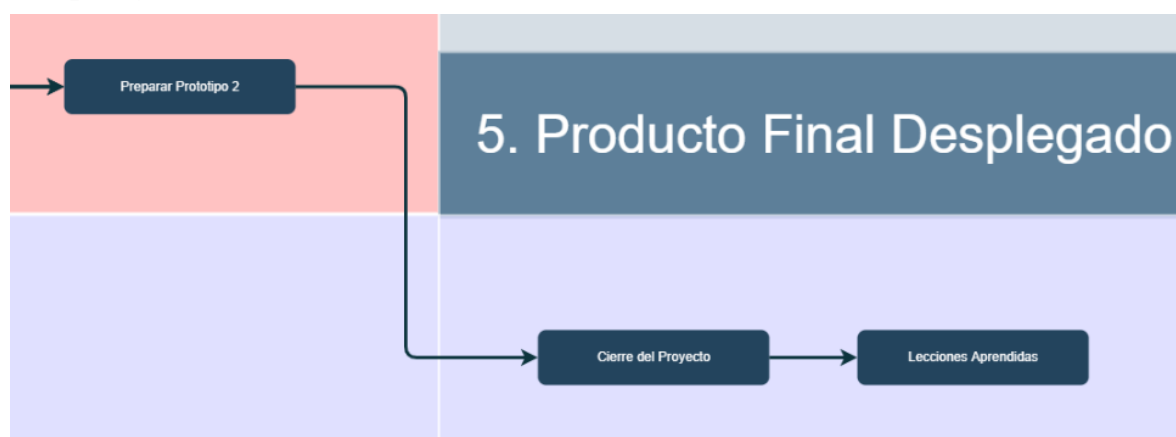 Preparar Prototipo 2
5. Producto Final Desplegado
Cierre del Proyecto
Lecciones Aprendidas